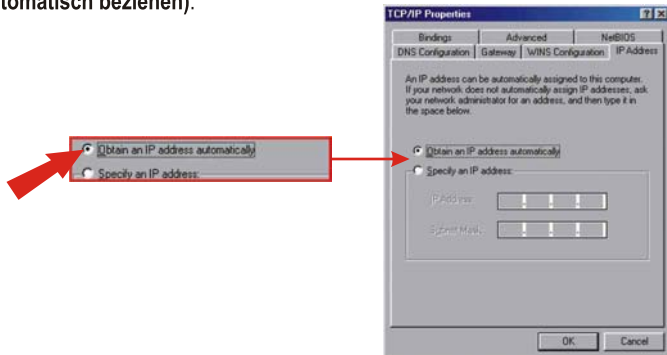 tomatisch beziehen).
TCP/IP Properties
Bindings Advanced NetBIOS
DNS Configuration Gateway WINS Configuration IP Address
An IP address can be automatically assigned to this computer.
If your network does not automatically assign IP addresses, ask
your network administrator for an address, and then type it in
the space below.
Obtain an IP address automatically
Specify an IP address:
Obtain an IP address automatically
Specify an IP address:
IP Address:
Subnet Mask:
OK Cancel